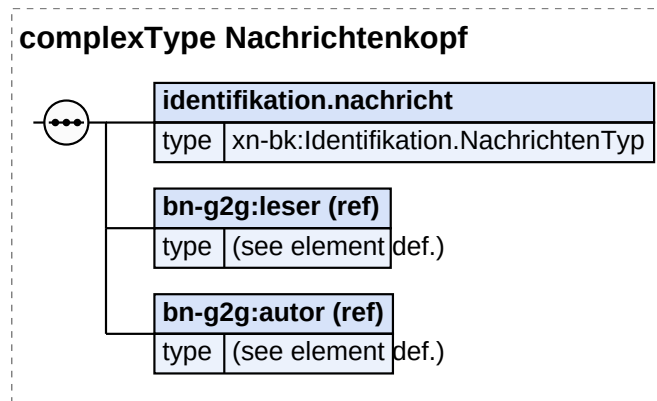 complexType Nachrichtenkopf
identifikation.nachricht
type xn-bk:Identifikation.NachrichtenTyp
bn-g2g:leser (ref)
type (see element def.)
bn-g2g:autor (ref)
type (see element def.)